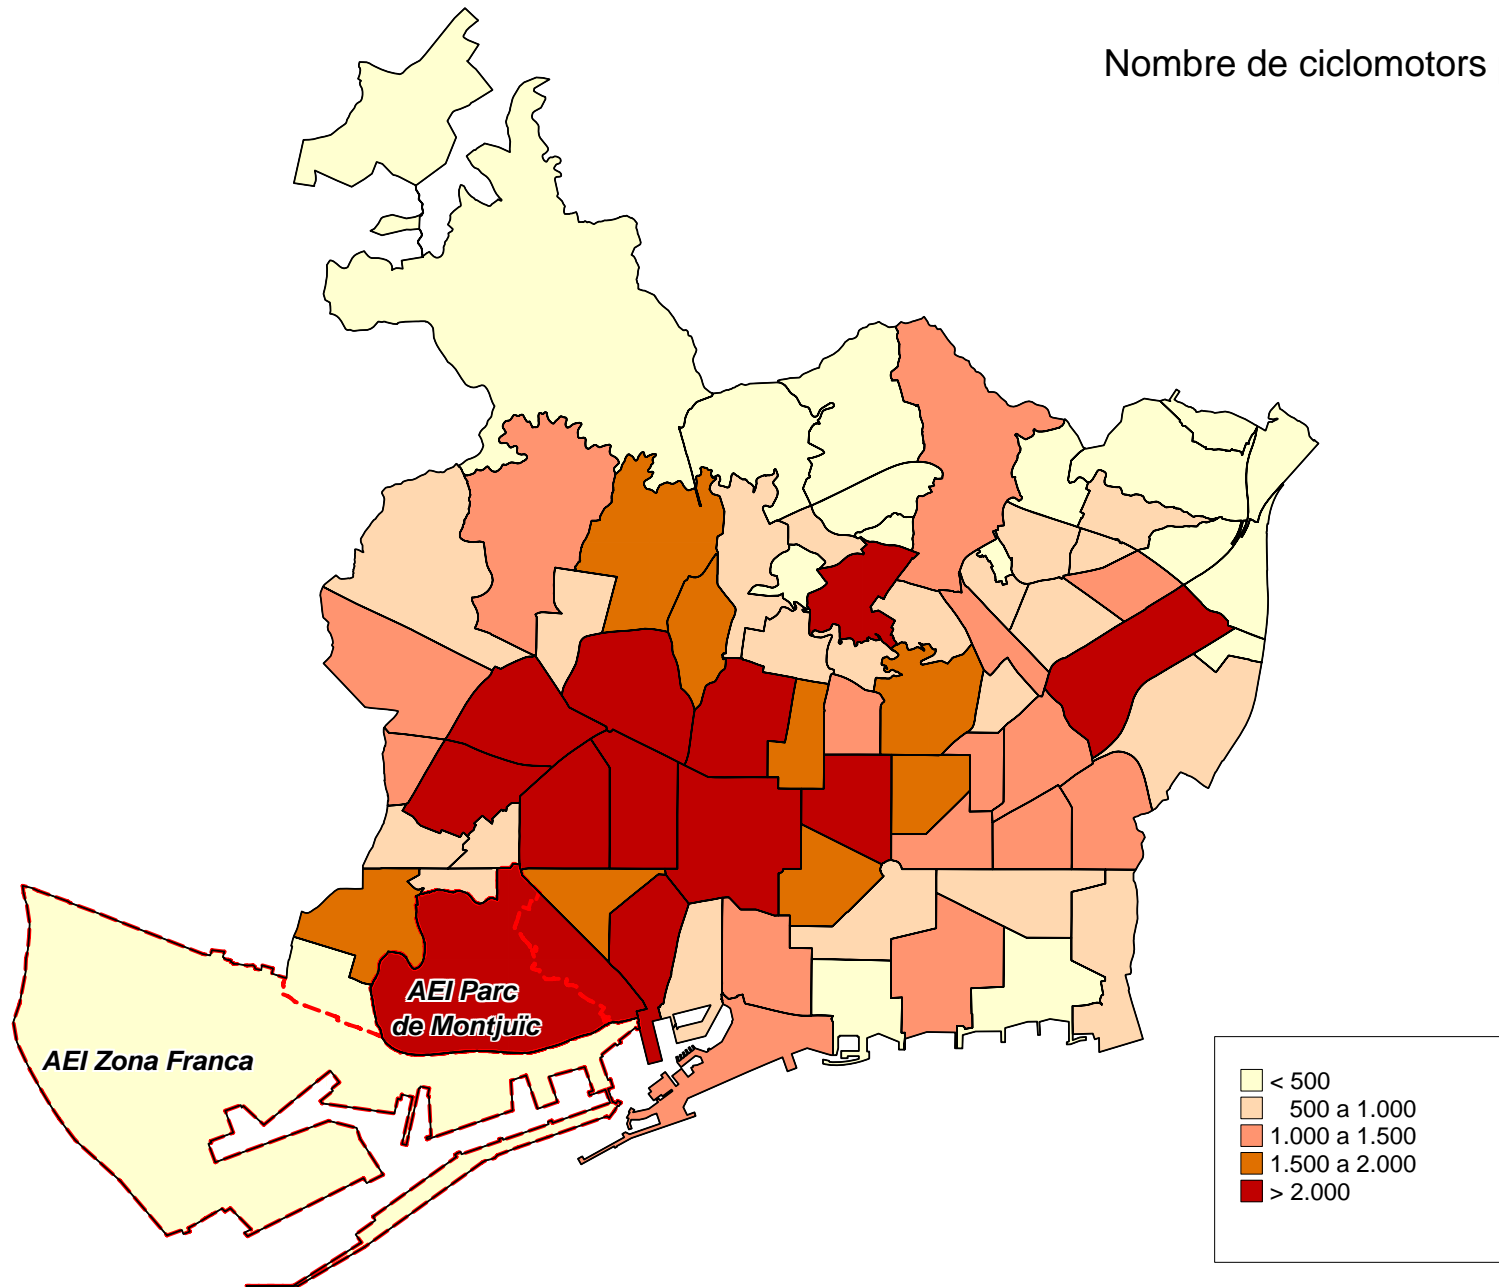 Nombre de ciclomotors
AEI Parc
de Montjuïc
AEI Zona Franca
< 500
500 a 1.000
1.000 a 1.500
1.500 a 2.000
> 2.000